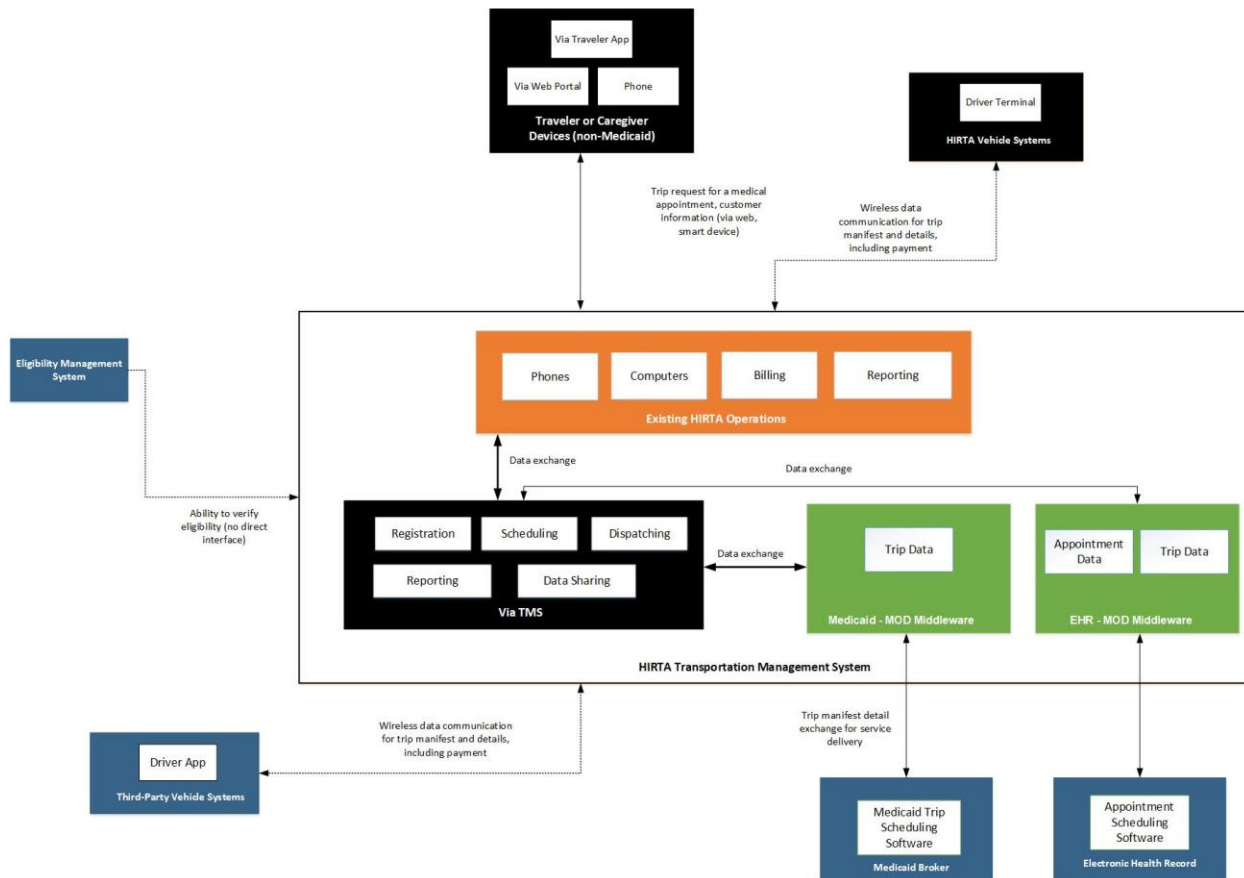 Via Traveler App
Via Web Portal
Phone
Traveler or Caregiver
Devices (non-Medicaid)
Driver Terminal
HIRTA Vehicle Systems
Trip request for a medical
appointment, customer
information (via web,
smart device)
Wireless data
communication for trip
manifest and details,
including payment
Eligibility Management
System
Phones
Computers
Billing
Reporting
Existing HIRTA Operations
Data exchange
Data exchange
Ability to verify
eligibility (no direct
interface)
Registration
Scheduling
Dispatching
Reporting
Data Sharing
Via TMS
Data exchange
Trip Data
Medicaid - MOD Middleware
Appointment
Data
Trip Data
EHR - MOD Middleware
HIRTA Transportation Management System
Wireless data communication
for trip manifest and details,
including payment
Trip manifest detail
exchange for service
delivery
Driver App
Third-Party Vehicle Systems
Medicaid Trip
Scheduling
Software
Medicaid Broker
Appointment
Scheduling
Software
Electronic Health Record